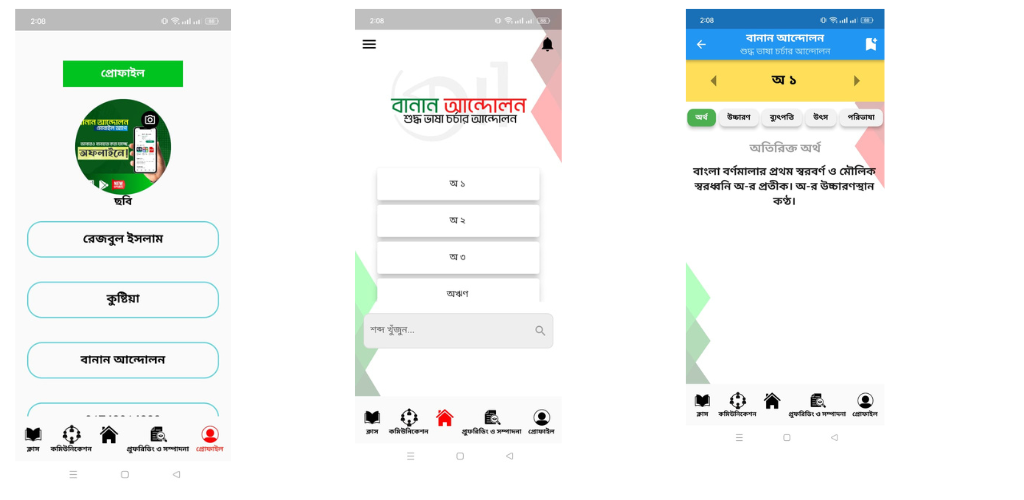 2:08
প্রোফাইল
বানান আন্দোলন
অফলাইনে!
ছবি
রেজবুল ইসলাম
কুষ্টিয়া
বানান আন্দোলন
ক্লাস
কমিউনিকেশন
প্রুফরিডিং ও সম্পাদনা
প্রোফাইল
2:08
বানান আন্দোলন
শুদ্ধ ভাষা চর্চার আন্দোলন
অ ১
অ ২
অ ৩
অঋণ
শব্দ খুঁজুন...
ক্লাস
কমিউনিকেশন
প্রুফরিডিং ও সম্পাদনা
প্রোফাইল
2:08
বানান আন্দোলন
শুদ্ধ ভাষা চর্চার আন্দোলন
অ ১
অর্থ উচ্চারণ ব্যুৎপত্তি উৎস পরিভাষা
অতিরিক্ত অর্থ
বাংলা বর্ণমালার প্রথম স্বরবর্ণ ও মৌলিক
স্বরধ্বনি অ-র প্রতীক। অ-র উচ্চারণস্থান
কণ্ঠ।
ক্লাস
কমিউনিকেশন
প্রুফরিডিং ও সম্পাদনা
প্রোফাইল